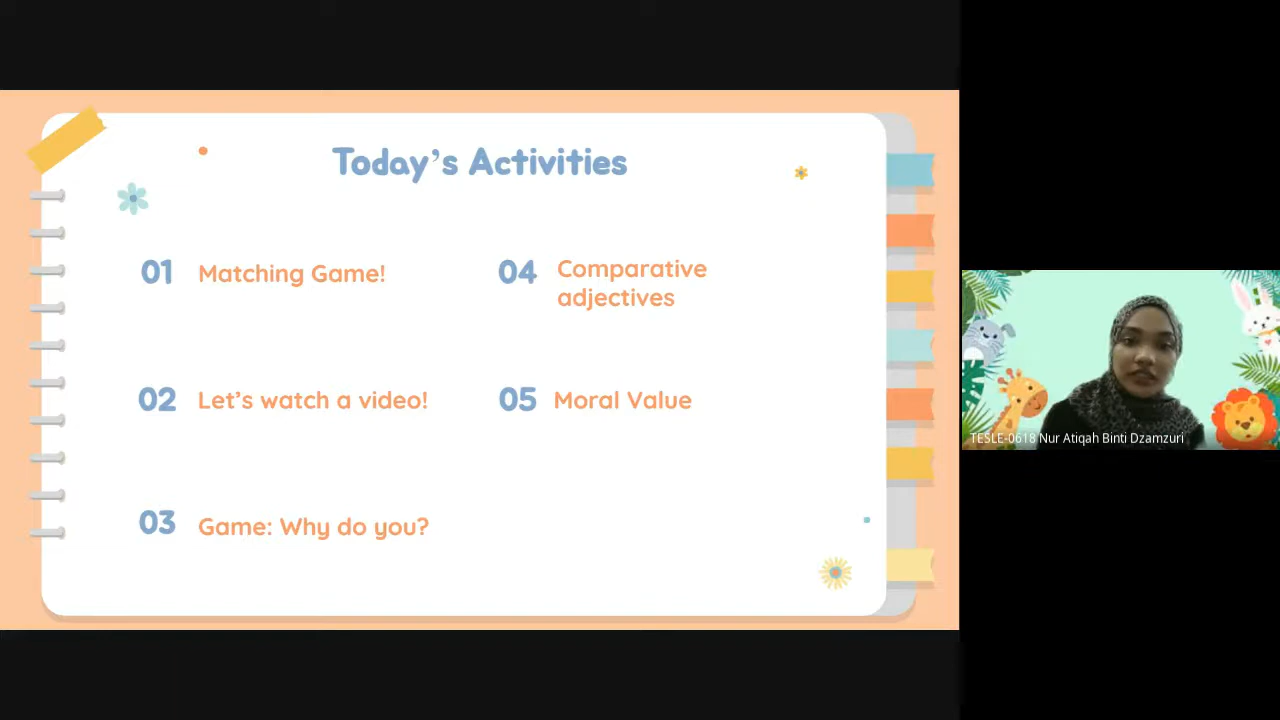 Today's Activities
01 Matching Game!
02 Let's watch a video!
03 Game: Why do you?
04 Comparative
adjectives
05 Moral Value
TESLE-0618 Nur Atiqah Binti Dzamzuri